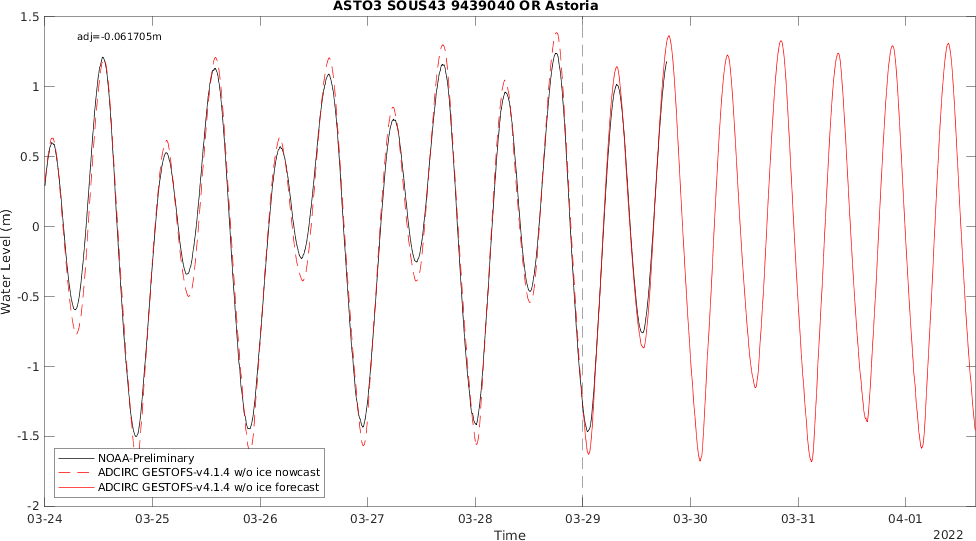 ASTO3 SOUS43 9439040 OR Astoria
adj=-0.061705m
1.5
1
0.5
0
-0.5
-1
-1.5
-2
Water Level (m)
NOAA-Preliminary
ADCIRC GESTOFS-v4.1.4 w/o ice nowcast
ADCIRC GESTOFS-v4.1.4 w/o ice forecast
03-24 03-25 03-26 03-27 03-28 03-29 03-30 03-31 04-01
Time
2022